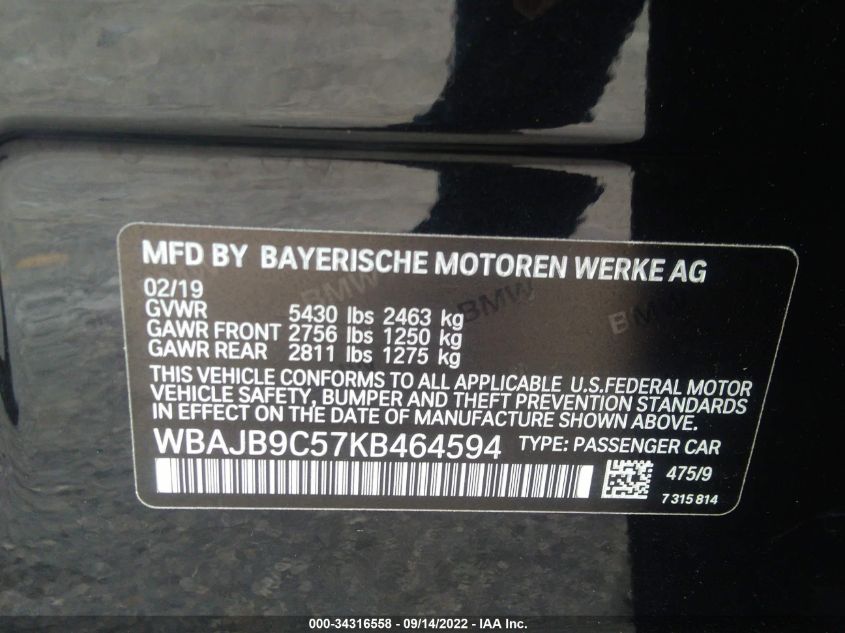 MFD BY BAYERISCHE MOTOREN WERKE AG
02/19
GVWR 5430 lbs 2463 kg
GAWR FRONT 2756 lbs 1250 kg
GAWR REAR 2811 lbs 1275 kg
THIS VEHICLE CONFORMS TO ALL APPLICABLE U.S.FEDERAL MOTOR
VEHICLE SAFETY, BUMPER AND THEFT PREVENTION STANDARDS
IN EFFECT ON THE DATE OF MANUFACTURE SHOWN ABOVE.
WBAJB9C57KB464594 TYPE: PASSENGER CAR
475/9
7 315 814
BMW
BMW
BMW
000-34316558 - 09/14/2022 - IAA Inc.